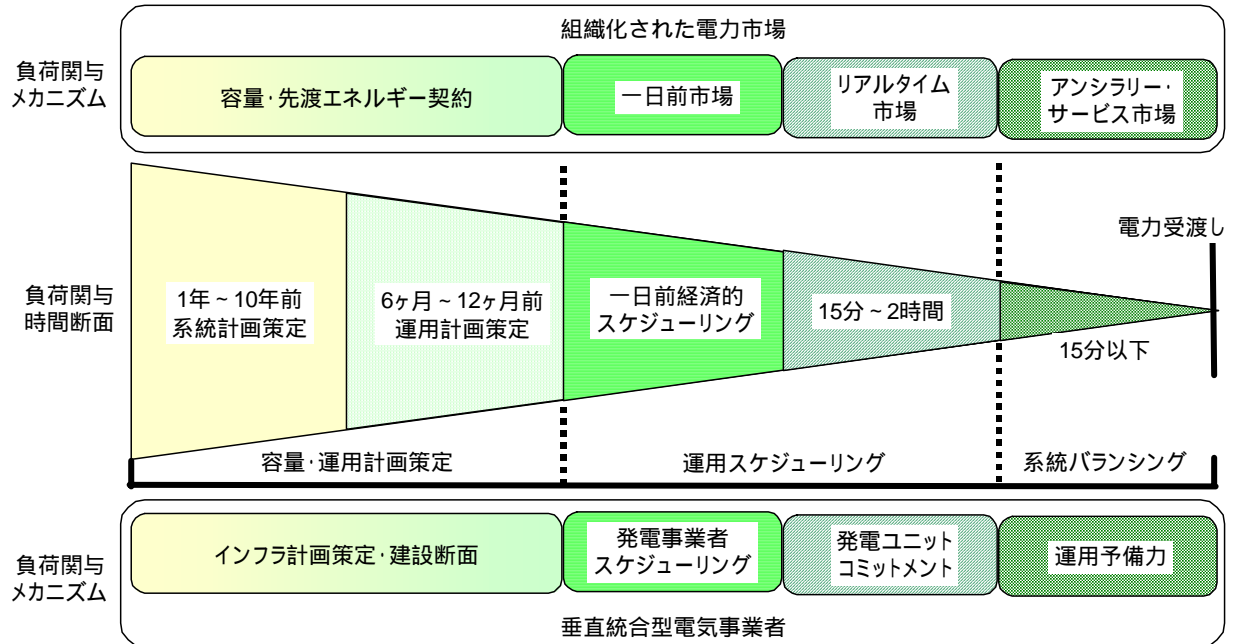 組織化された電力市場
負荷関与
メカニズム
容量・先渡エネルギー契約
一日前市場
リアルタイム
市場
アンシラリー・
サービス市場
電力受渡し
負荷関与
時間断面
1年~10年前
系統計画策定
6ヶ月~12ヶ月前
運用計画策定
一日前経済的
スケジューリング
15分~2時間
15分以下
容量・運用計画策定
運用スケジューリング
系統バランシング
負荷関与
メカニズム
インフラ計画策定・建設断面
発電事業者
スケジューリング
発電ユニット
コミットメント
運用予備力
垂直統合型電気事業者